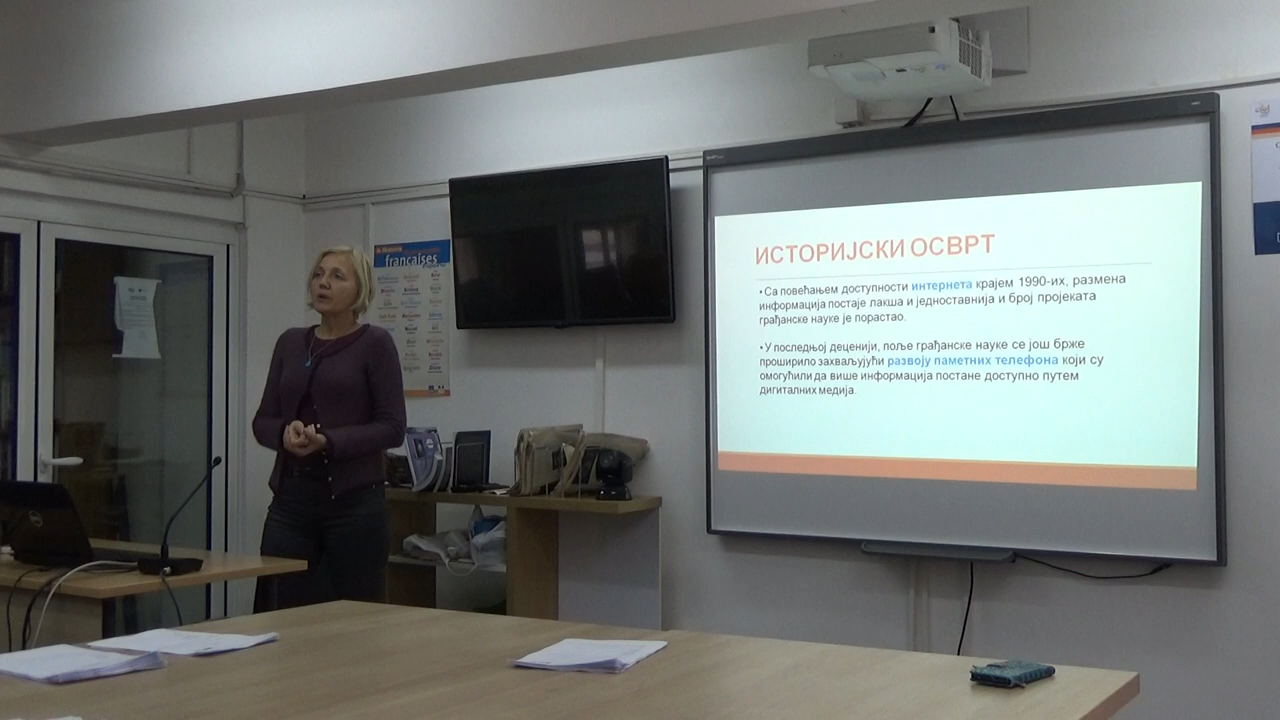 françaises
ИСТОРИЈСКИ ОСВРТ
• Са повећањем доступности интернета крајем 1990-их, размена
информација постаје лакша и једноставнија и број пројеката
грађанске науке је порастао.
• У последњој деценији, поље грађанске науке се још брже
проширило захваљујући развоју паметних телефона који су
омогућили да више информација постане доступно путем
дигиталних медија.